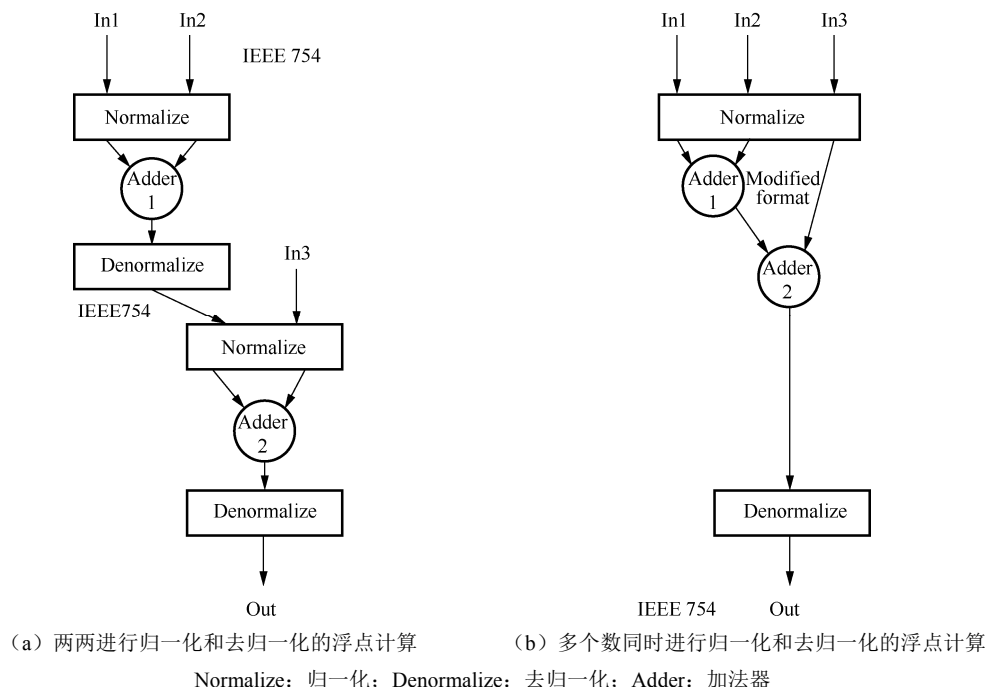 In1 In2
IEEE 754
Normalize
Adder
1
Denormalize
In3
IEEE754
Normalize
Adder
2
Denormalize
Out
（a）两两进行归一化和去归一化的浮点计算
In1 In2 In3
Normalize
Adder
1
Modified
format
Adder
2
Denormalize
IEEE 754 Out
（b）多个数同时进行归一化和去归一化的浮点计算
Normalize：归一化；Denormalize：去归一化；Adder：加法器